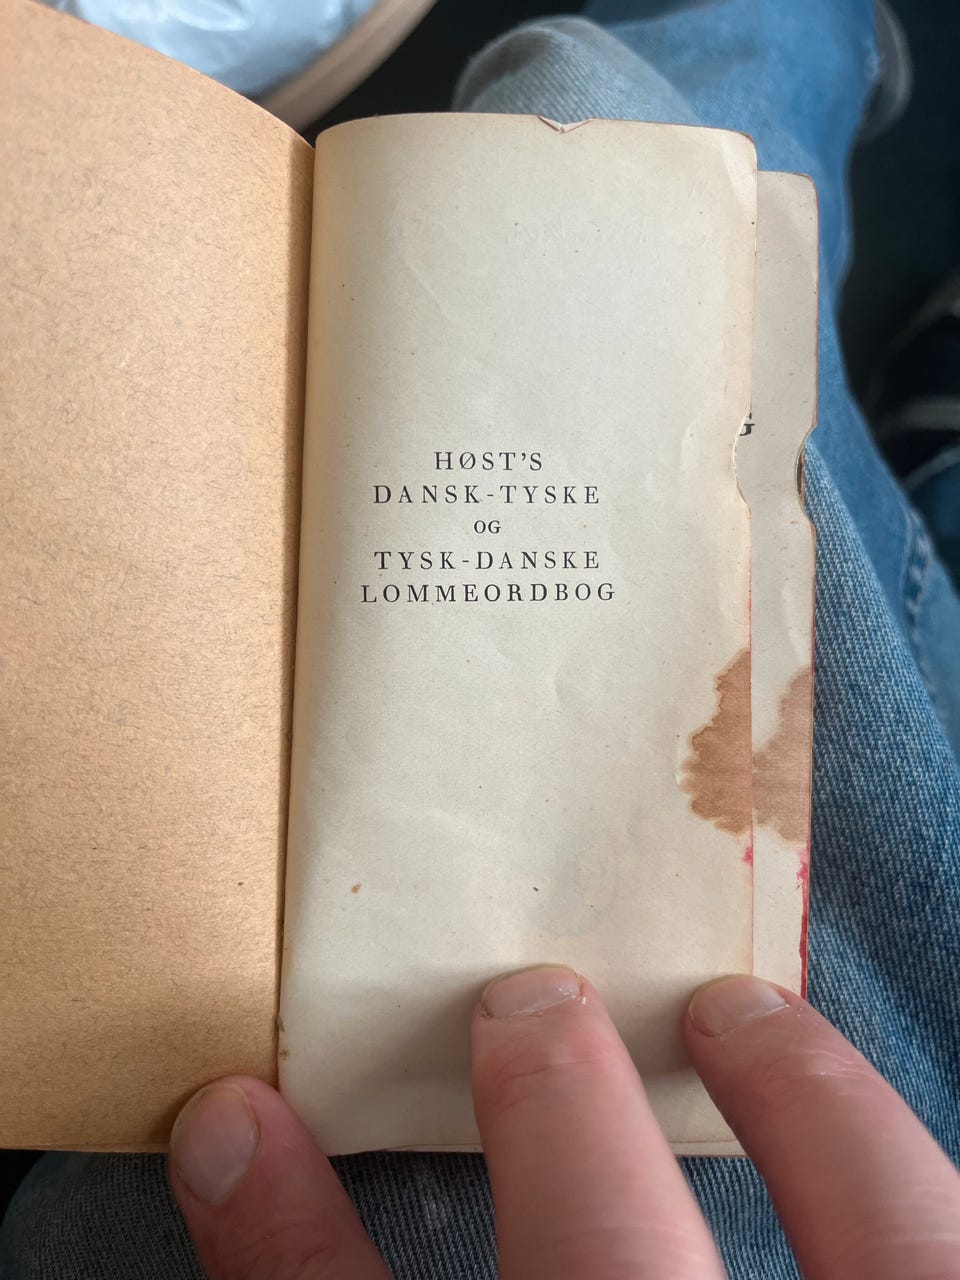 HØST'S
DANSK-TYSKE
OG
TYSK-DANSKE
LOMMEORDBOG
G